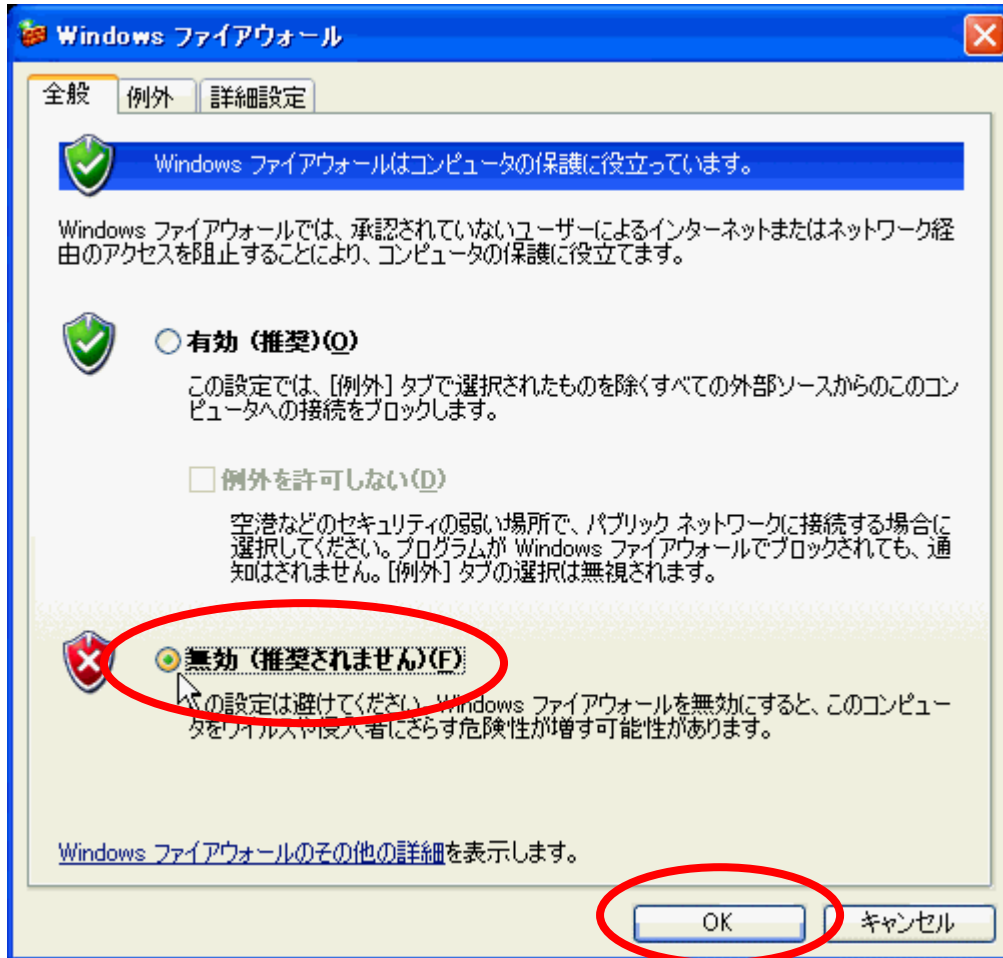 Windows ファイアウォール
全般 例外 詳細設定
Windows ファイアウォールはコンピュータの保護に役立っています。
Windows ファイアウォールでは、承認されていないユーザーによるインターネットまたはネットワーク経
由のアクセスを阻止することにより、コンピュータの保護に役立てます。
有効 (推奨)(O)
この設定では、[例外] タブで選択されたものを除くすべての外部ソースからのこのコン
ピュータへの接続をブロックします。
例外を許可しない(D)
空港などのセキュリティの弱い場所で、パブリック ネットワークに接続する場合に
選択してください。プログラムが Windows ファイアウォールでブロックされても、通
知はされません。[例外] タブの選択は無視されます。
無効 (推奨されません)(F)
この設定は避けてください。Windows ファイアウォールを無効にすると、このコンピュー
タをウイルスや侵入者にさらす危険性が増す可能性があります。
Windows ファイアウォールのその他の詳細を表示します。
OK キャンセル